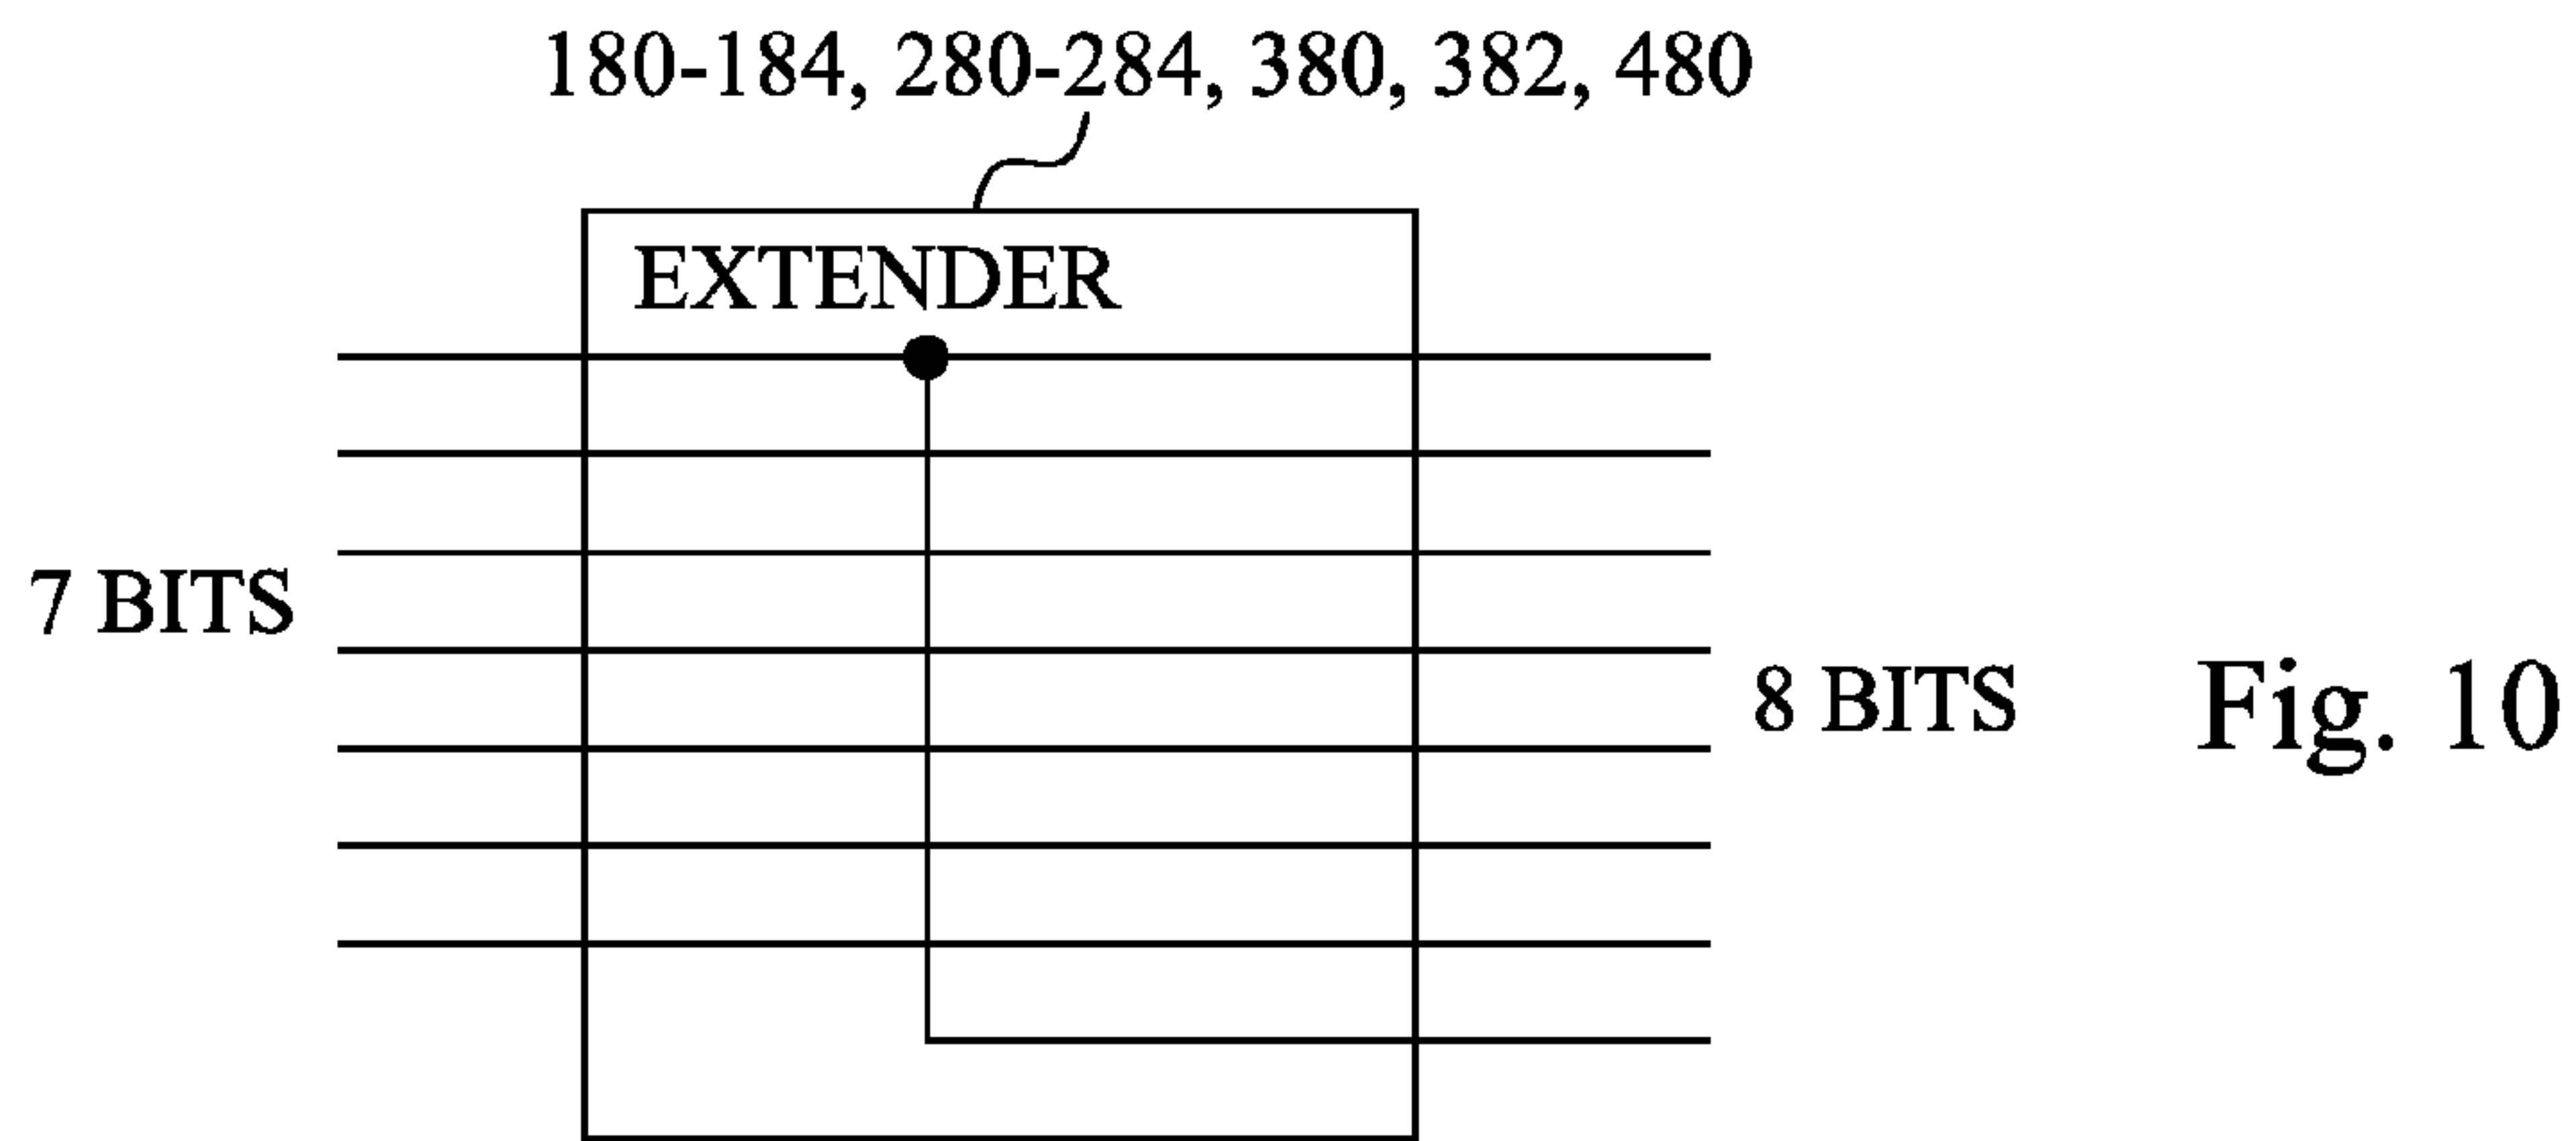 180-184, 280-284, 380, 382, 480
EXTENDER
7 BITS
8 BITS
Fig. 10